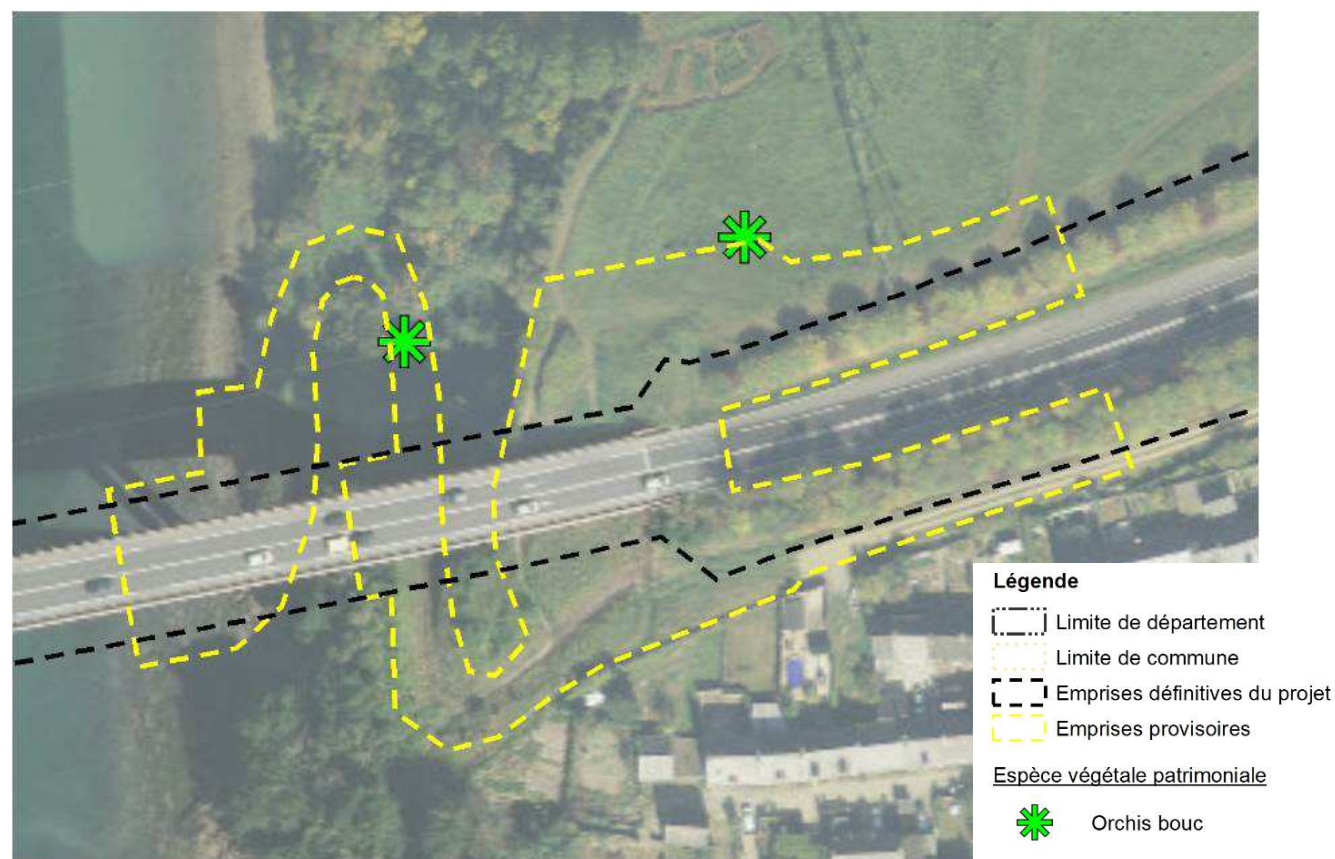 Légende
Limite de département
Limite de commune
Emprises définitives du projet
Emprises provisoires
Espèce végétale patrimoniale
Orchis bouc